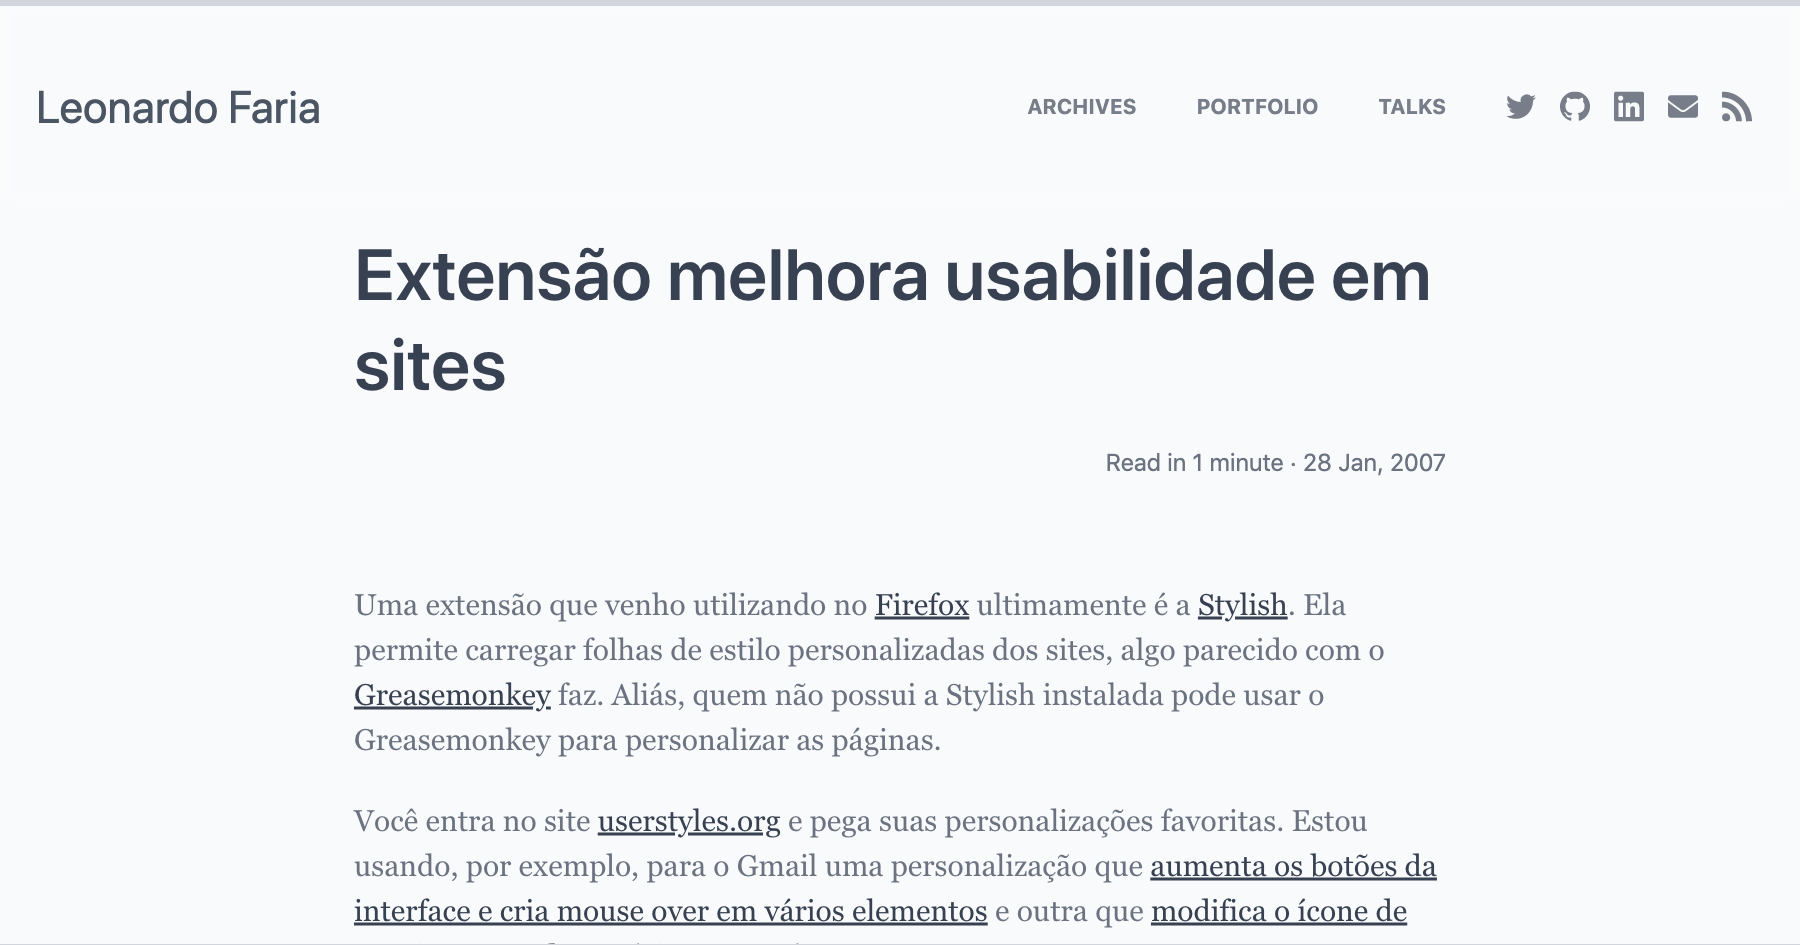 Leonardo Faria
ARCHIVES PORTFOLIO TALKS
Extensão melhora usabilidade em
sites
Read in 1 minute · 28 Jan, 2007
Uma extensão que venho utilizando no Firefox ultimamente é a Stylish. Ela
permite carregar folhas de estilo personalizadas dos sites, algo parecido com o
Greasemonkey faz. Aliás, quem não possui a Stylish instalada pode usar o
Greasemonkey para personalizar as páginas.
Você entra no site userstyles.org e pega suas personalizações favoritas. Estou
usando, por exemplo, para o Gmail uma personalização que aumenta os botões da
interface e cria mouse over em vários elementos e outra que modifica o ícone de